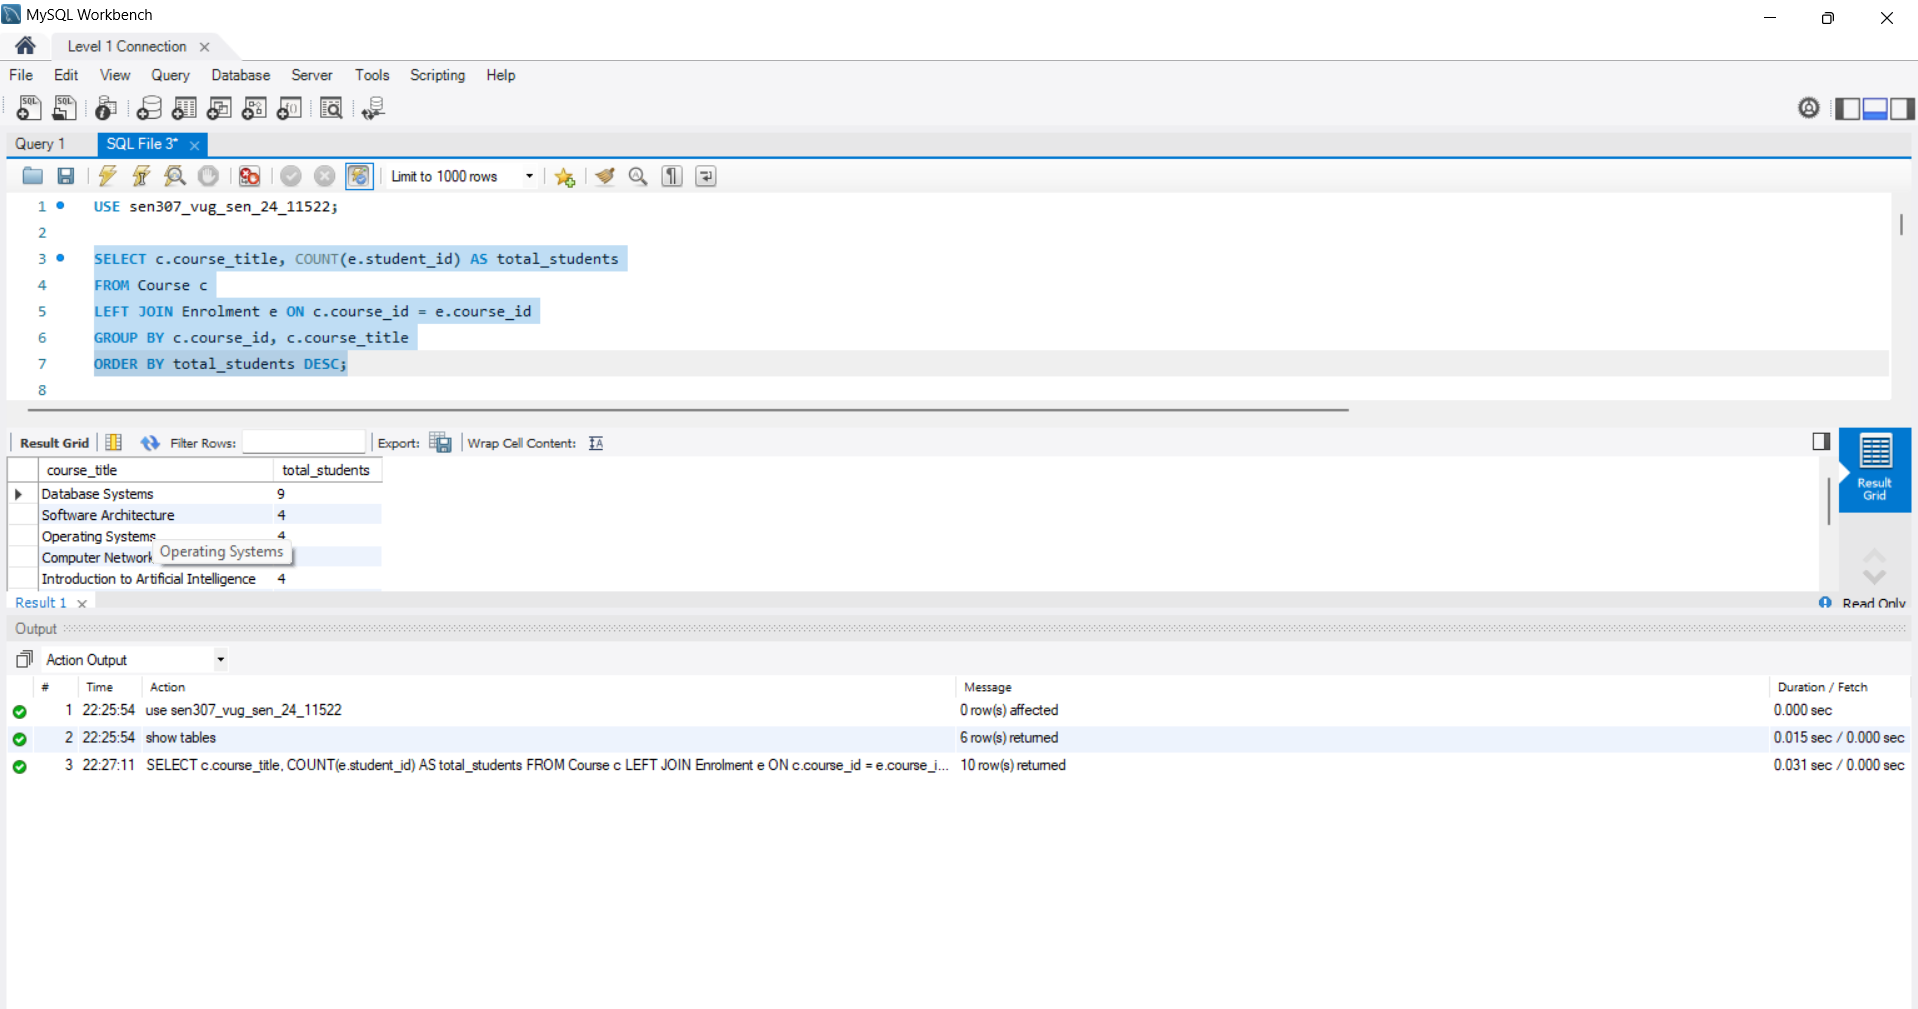 MySQL Workbench
Level 1 Connection
File Edit View Query Database Server Tools Scripting Help
Query 1 SQL File 3*
Limit to 1000 rows
1 USE sen307_vug_sen_24_11522;
2
3 SELECT c.course_title, COUNT(e.student_id) AS total_students
4 FROM Course c
5 LEFT JOIN Enrolment e ON c.course_id = e.course_id
6 GROUP BY c.course_id, c.course_title
7 ORDER BY total_students DESC;
8
Result Grid Filter Rows: Export: Wrap Cell Content:
course_title total_students
Database Systems 9
Software Architecture 4
Operating Systems 4
Computer Network
Operating Systems
Introduction to Artificial Intelligence 4
Result Grid
Result 1 Read Only
Output
Action Output
# Time Action Message Duration / Fetch
1 22:25:54 use sen307_vug_sen_24_11522 0 row(s) affected 0.000 sec
2 22:25:54 show tables 6 row(s) returned 0.015 sec / 0.000 sec
3 22:27:11 SELECT c.course_title, COUNT(e.student_id) AS total_students FROM Course c LEFT JOIN Enrolment e ON c.course_id = e.course_i... 10 row(s) returned 0.031 sec / 0.000 sec